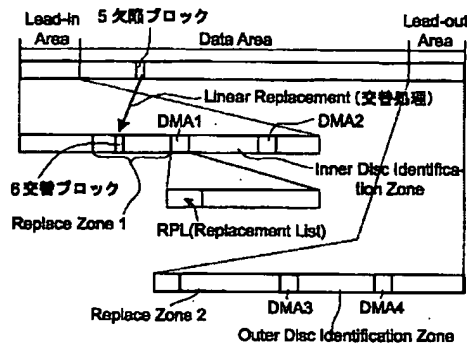 Lead-in
Area
5 欠陥ブロック
Data Area
Lead-out
Area
Linear Replacement (交替処理)
DMA1
DMA2
6交替ブロック
Replace Zone 1
Inner Disc Identifica-
tion Zone
RPL(Replacement List)
Replace Zone 2
DMA3
DMA4
Outer Disc Identification Zone